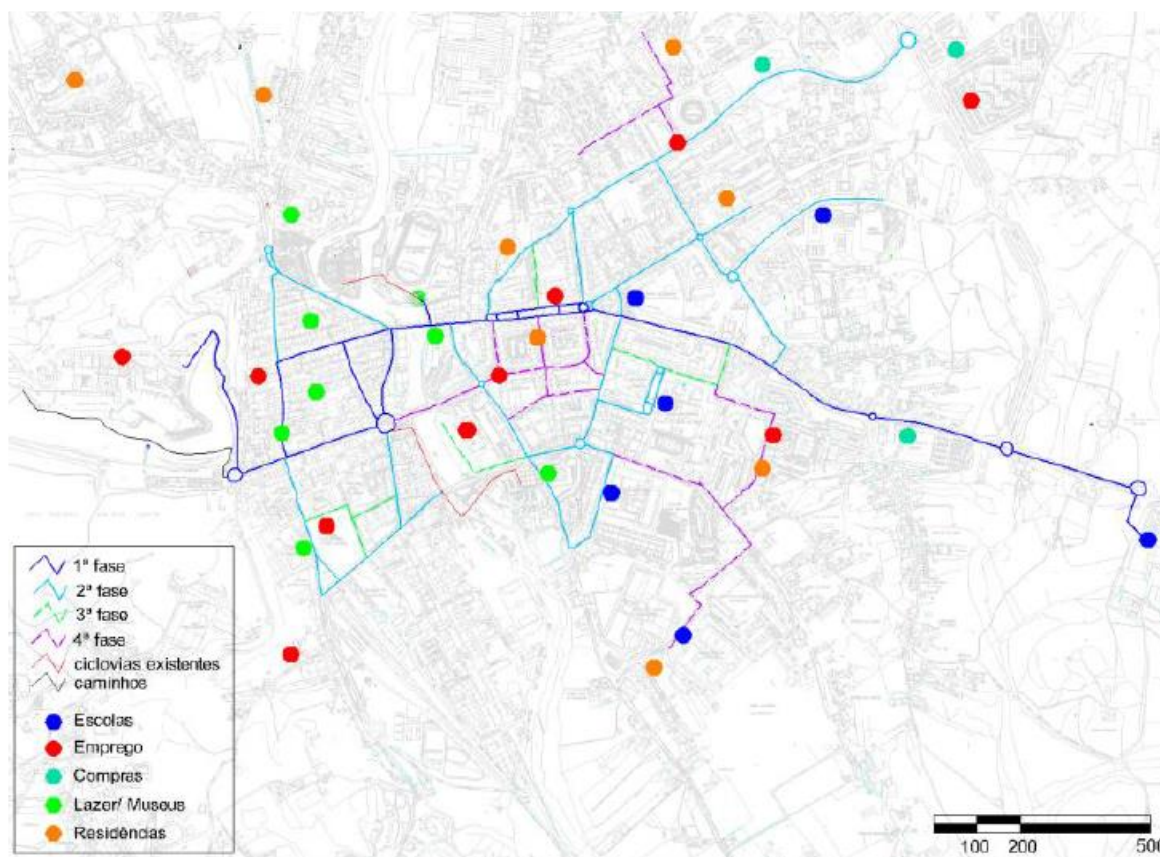 1ª fase
2ª fase
3ª fase
4ª fase
ciclovias existentes
caminhos
Escolas
Emprego
Compras
Lazer/ Museus
Residências
100 200 500